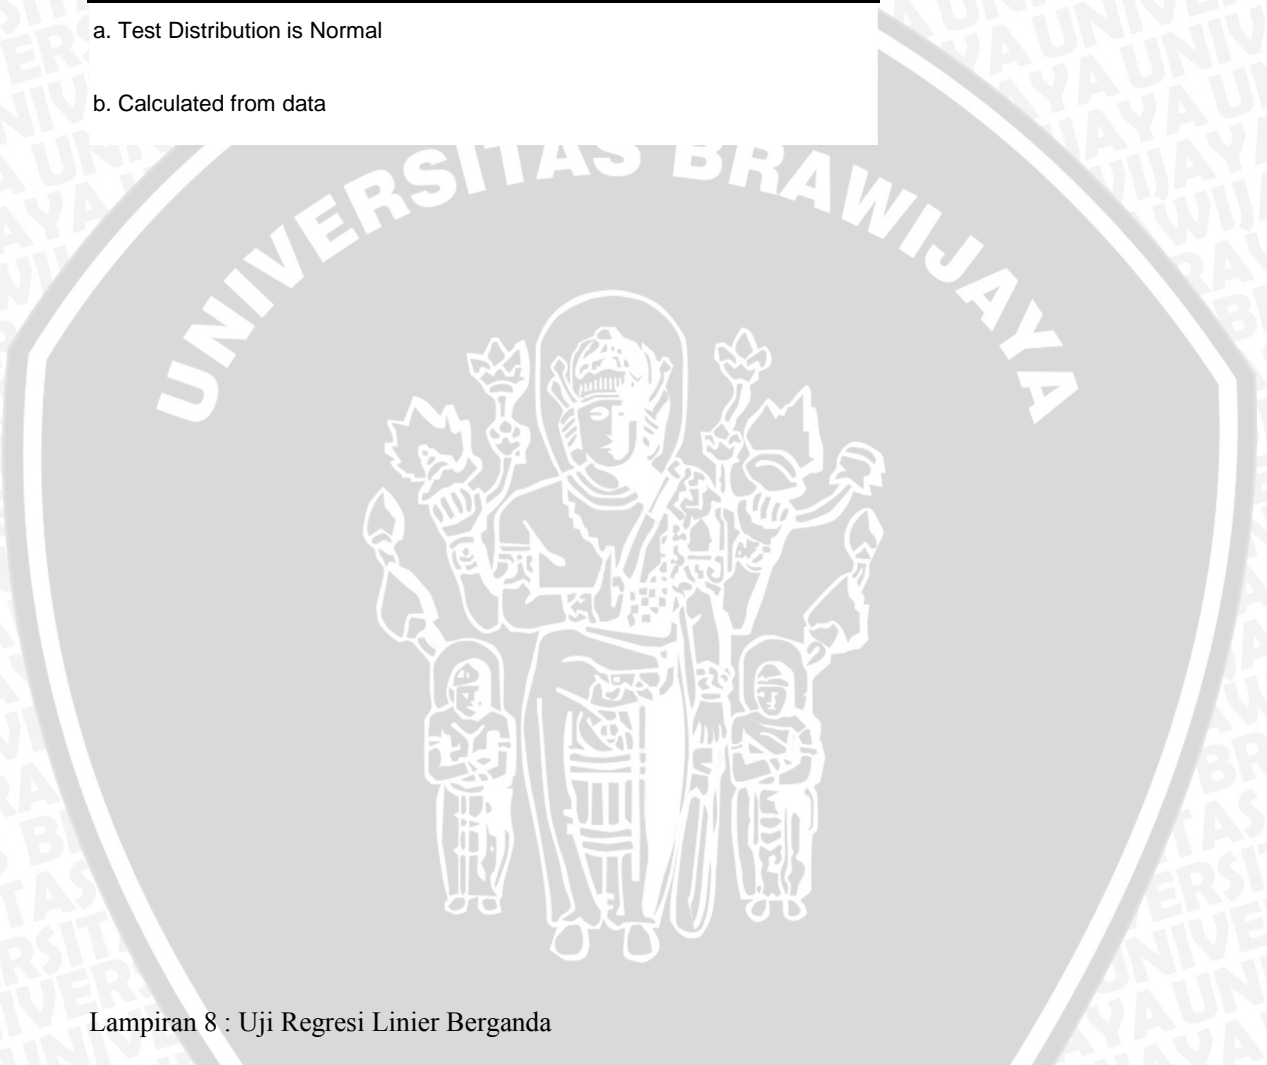 a. Test Distribution is Normal
b. Calculated from data
UNIVERSITAS BRAWIJAYA
Lampiran 8 : Uji Regresi Linier Berganda